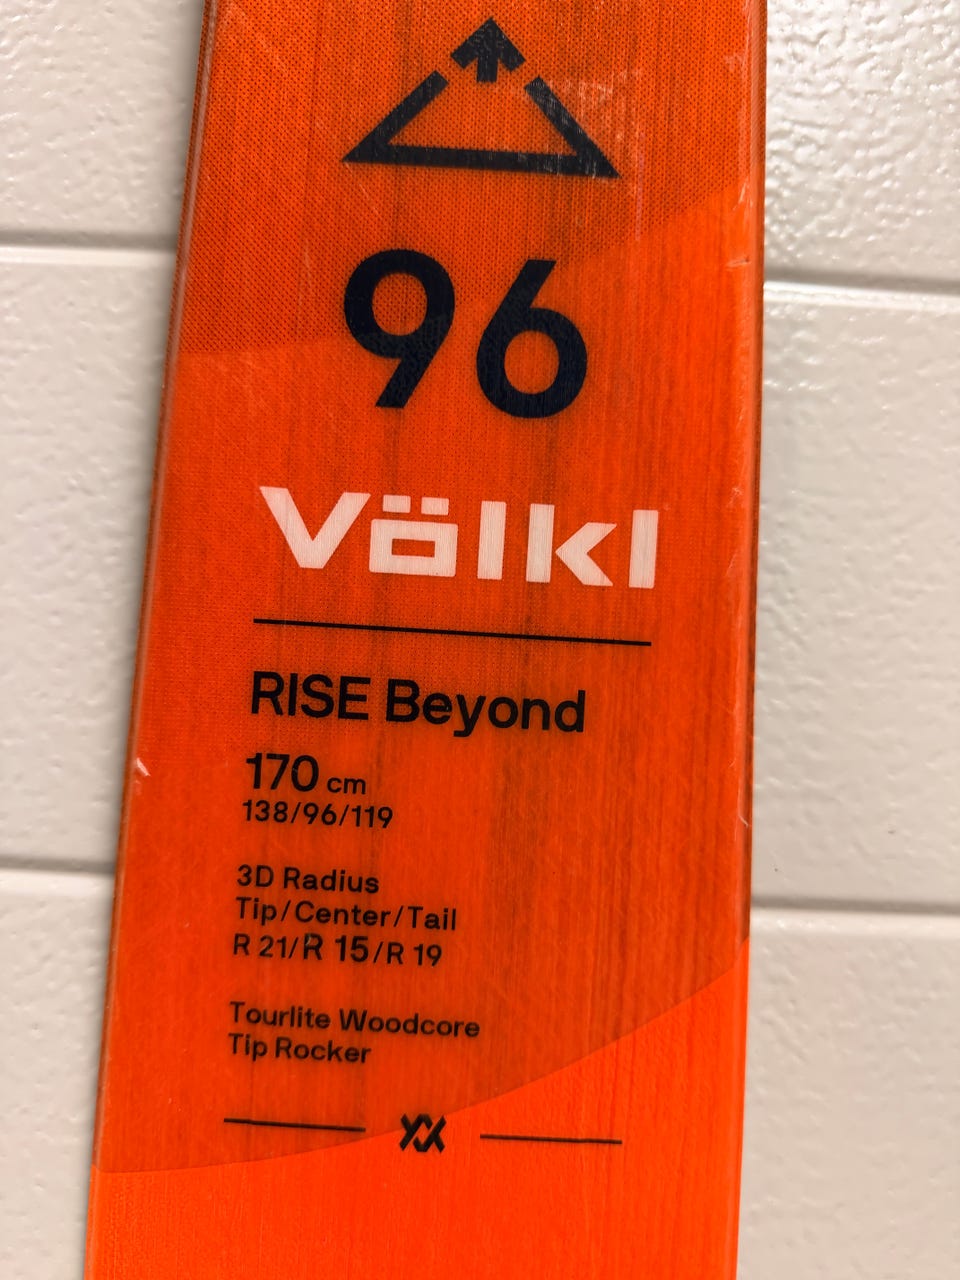 96
völkl
RISE Beyond
170 cm
138/96/119
3D Radius
Tip/Center/Tail
R 21/R 15/R 19
Tourlite Woodcore
Tip Rocker